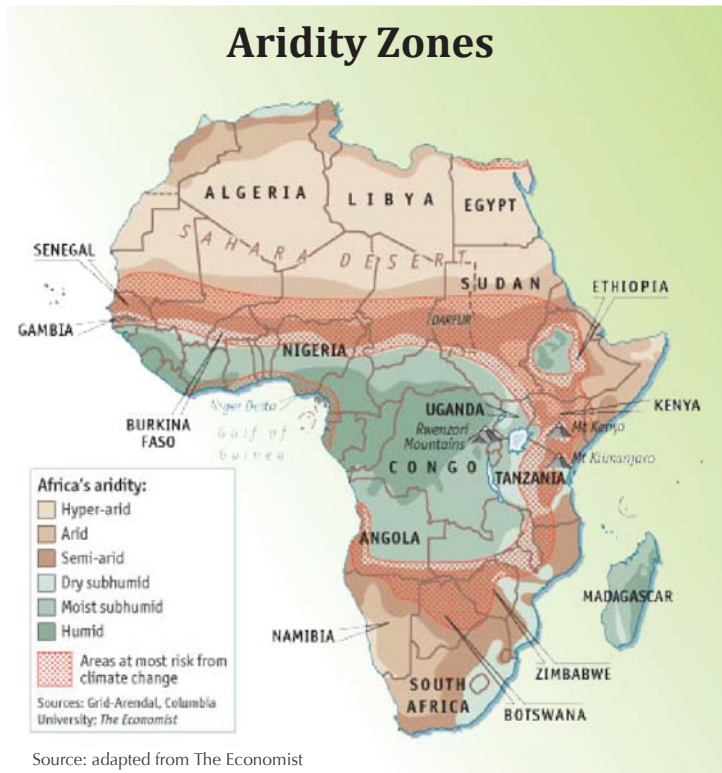 Aridity Zones
ALGERIA
LIBYA
EGYPT
SAHARA DESERT
SENEGAL
SUDAN
ETHIOPIA
DARFUR
GAMBIA
NIGERIA
KENYA
UGANDA
Niger Delta
Mt Kenya
BURKINA
FASO
Gulf of
Guinea
Rwenzori
Mountains
Mt Kilimanjaro
CONGO
TANZANIA
Africa's aridity:
Hyper-arid
Arid
Semi-arid
Dry subhumid
Moist subhumid
Humid
Areas at most risk from
climate change
Sources: Grid-Arendal, Columbia
University; The Economist
ANGOLA
MADAGASCAR
NAMIBIA
ZIMBABWE
SOUTH
AFRICA
BOTSWANA
Source: adapted from The Economist